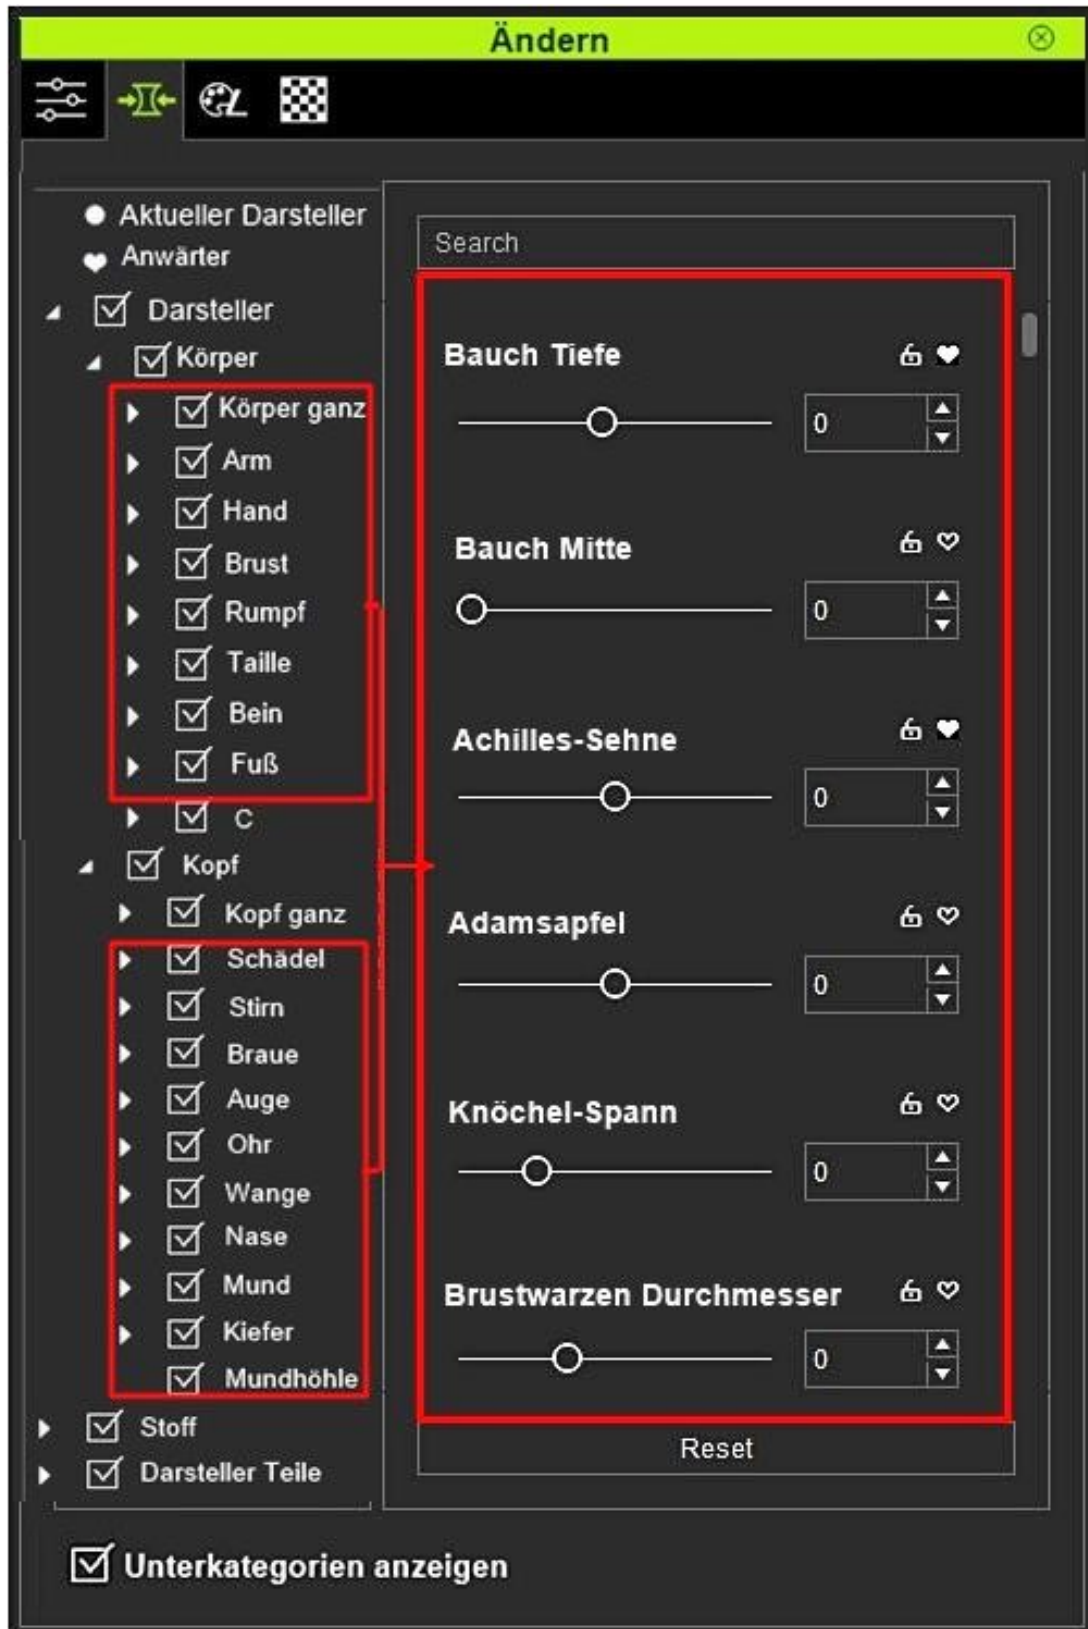 Ändern
Aktueller Darsteller
Anwärter
Darsteller
Körper
Körper ganz
Arm
Hand
Brust
Rumpf
Taille
Bein
Fuß
C
Kopf
Kopf ganz
Schädel
Stirn
Braue
Auge
Ohr
Wange
Nase
Mund
Kiefer
Mundhöhle
Stoff
Darsteller Teile
Search
Bauch Tiefe
0
Bauch Mitte
0
Achilles-Sehne
0
Adamsapfel
0
Knöchel-Spann
0
Brustwarzen Durchmesser
0
Reset
Unterkategorien anzeigen